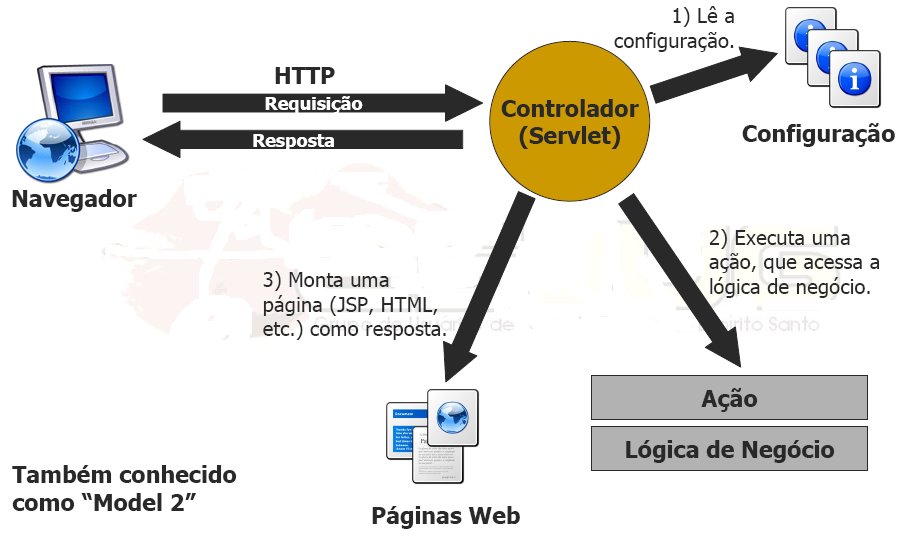 1) Lê a
configuração.
HTTP
Requisição
Resposta
Controlador
(Servlet)
Configuração
Navegador
2) Executa uma
ação, que acessa a
lógica de negócio.
3) Monta uma
página (JSP, HTML,
etc.) como resposta.
Ação
Lógica de Negócio
Também conhecido
como “Model 2”
Páginas Web